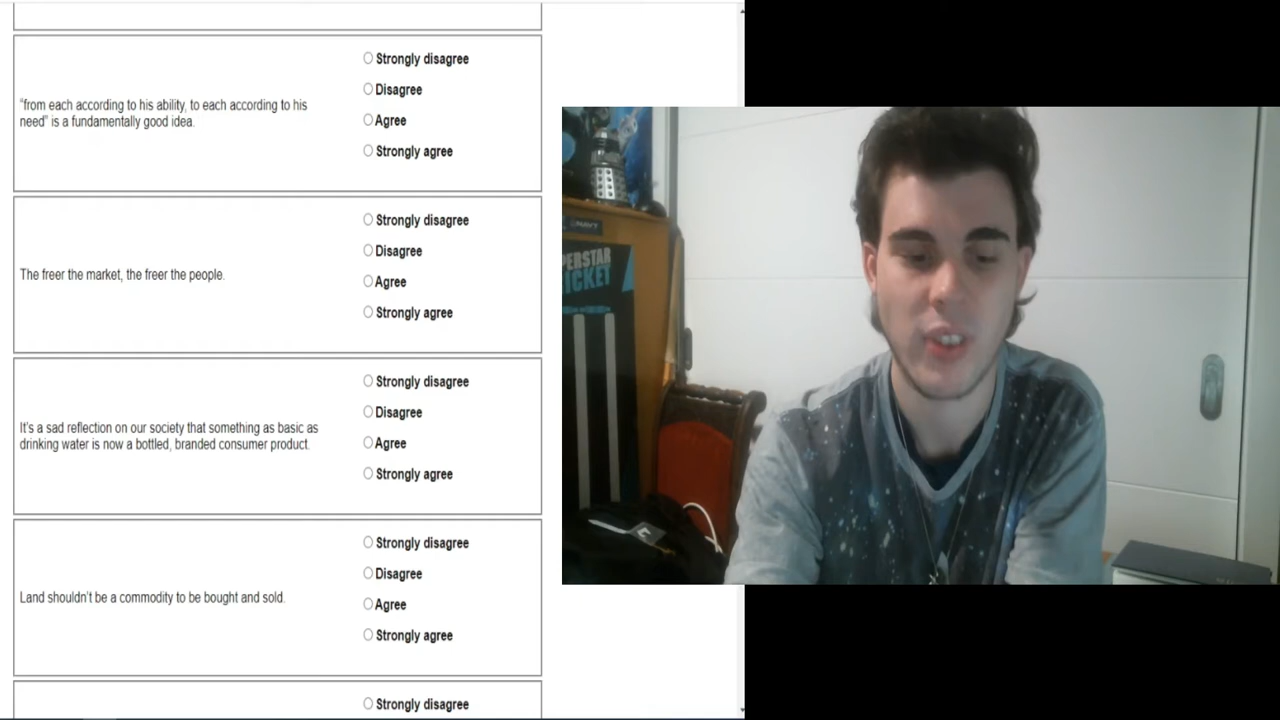 Strongly disagree
"from each according to his ability, to each according to his
need" is a fundamentally good idea.
Disagree
Agree
Strongly agree
Strongly disagree
Disagree
The freer the market, the freer the people.
Agree
Strongly agree
Strongly disagree
It's a sad reflection on our society that something as basic as
drinking water is now a bottled, branded consumer product.
Disagree
Agree
Strongly agree
Strongly disagree
Disagree
Land shouldn't be a commodity to be bought and sold.
Agree
Strongly agree
Strongly disagree
PERSTAR
ICKET